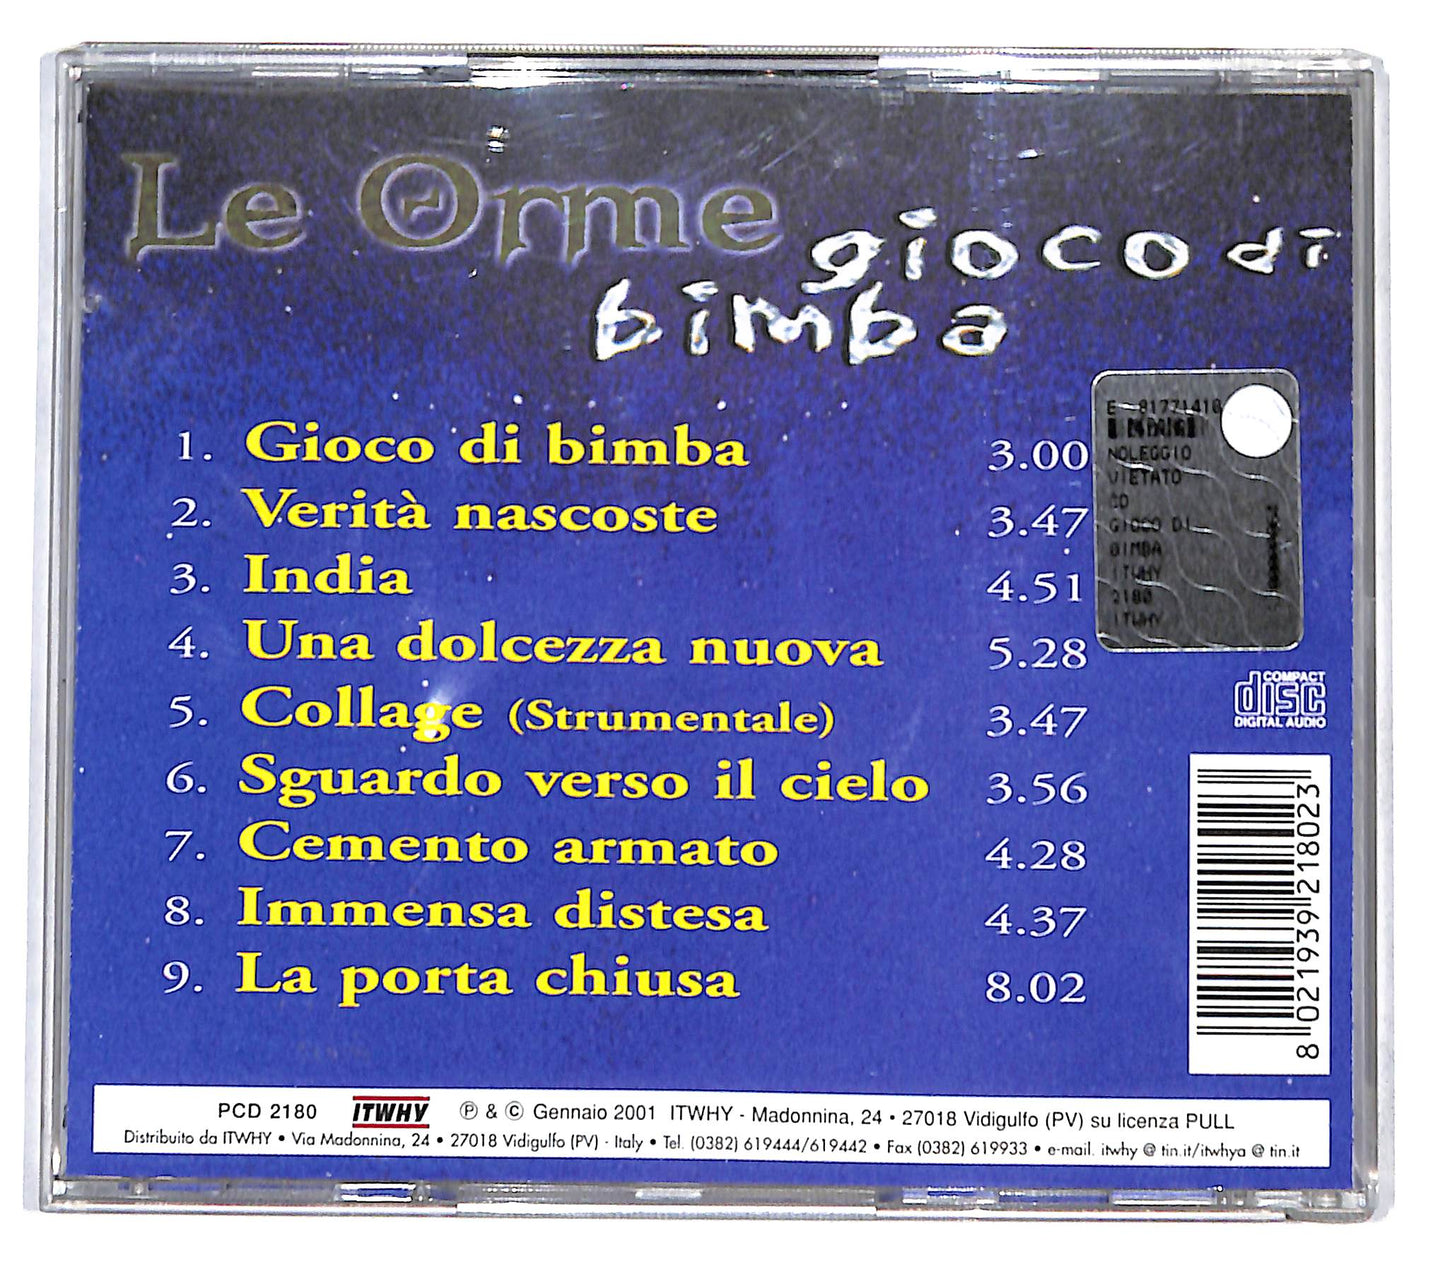 Le Orme
gioco di
bimba
1. Gioco di bimba 3.00
2. Verità nascoste 3.47
3. India 4.51
4. Una dolcezza nuova 5.28
5. Collage (Strumentale) 3.47
6. Sguardo verso il cielo 3.56
7. Cemento armato 4.28
8. Immensa distesa 4.37
9. La porta chiusa 8.02
NOLEGGIO
VIETATO
CD
GIOCO DI
BIMBA
ITWHY
2180
ITWHY
COMPACT
disc
DIGITAL AUDIO
8021939218023
PCD 2180 ITWHY ℗ & © Gennaio 2001 ITWHY - Madonnina, 24 • 27018 Vidigulfo (PV) su licenza PULL
Distribuito da ITWHY • Via Madonnina, 24 • 27018 Vidigulfo (PV) - Italy • Tel. (0382) 619444/619442 • Fax (0382) 619933 • e-mail. itwhy @ tin.it/itwhya @ tin.it